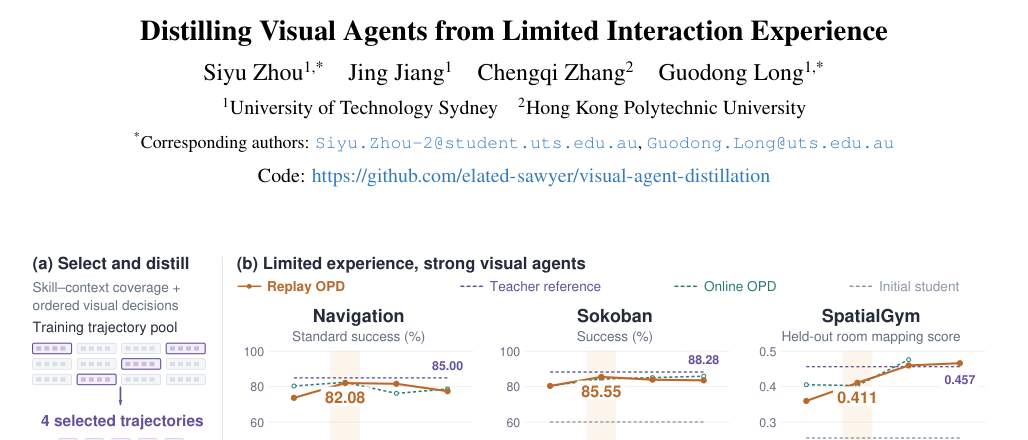 Distilling Visual Agents from Limited Interaction Experience
Siyu Zhou1,* Jing Jiang1 Chengqi Zhang2 Guodong Long1,*
1University of Technology Sydney 2Hong Kong Polytechnic University
*Corresponding authors: Siyu.Zhou-2@student.uts.edu.au, Guodong.Long@uts.edu.au
Code: https://github.com/elated-sawyer/visual-agent-distillation
(a) Select and distill
Skill–context coverage +
ordered visual decisions
Training trajectory pool
4 selected trajectories
(b) Limited experience, strong visual agents
Replay OPD Teacher reference Online OPD Initial student
Navigation
Standard success (%)
100
80
60
85.00
82.08
Sokoban
Success (%)
100
80
60
88.28
85.55
SpatialGym
Held-out room mapping score
0.5
0.4
0.3
0.457
0.411